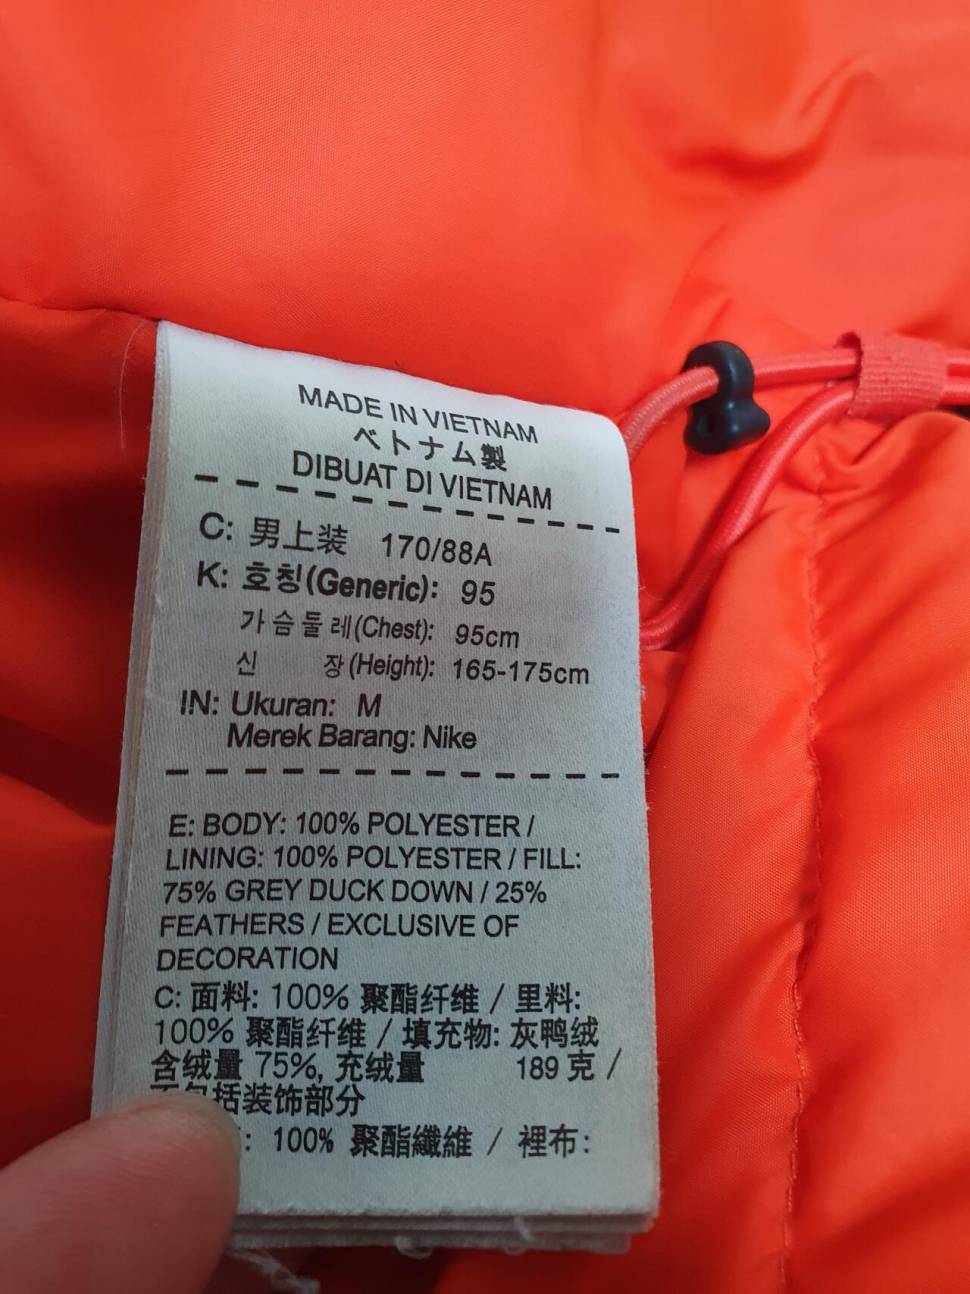 MADE IN VIETNAM
ベトナム製
DIBUAT DI VIETNAM
C: 男上装 170/88A
K: 호칭(Generic): 95
가슴둘레(Chest): 95cm
신 장(Height): 165-175cm
IN: Ukuran: M
Merek Barang: Nike
E: BODY: 100% POLYESTER /
LINING: 100% POLYESTER / FILL:
75% GREY DUCK DOWN / 25%
FEATHERS / EXCLUSIVE OF
DECORATION
C: 面料: 100% 聚酯纤维 / 里料:
100% 聚酯纤维 / 填充物: 灰鸭绒
含绒量 75%, 充绒量 189 克 /
包括装饰部分
: 100% 聚酯纖維 / 裡布: